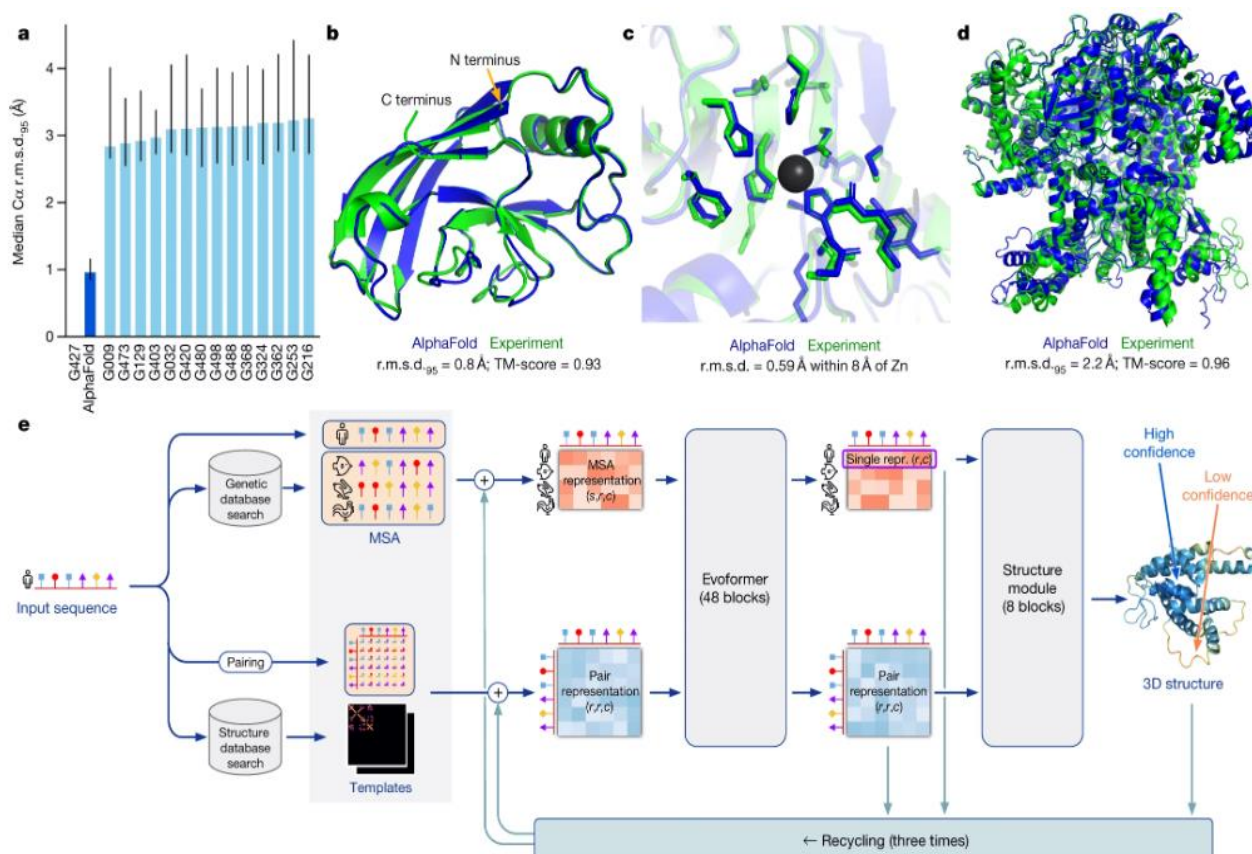 a
Median Cα r.m.s.d.95 (Å)
4
3
2
1
0
G427
AlphaFold
G009
G473
G129
G403
G032
G420
G480
G498
G488
G368
G324
G362
G253
G216
b
N terminus
C terminus
AlphaFold Experiment
r.m.s.d.95 = 0.8 Å; TM-score = 0.93
c
AlphaFold Experiment
r.m.s.d. = 0.59 Å within 8 Å of Zn
d
AlphaFold Experiment
r.m.s.d.95 = 2.2 Å; TM-score = 0.96
e
Input sequence
Genetic
database
search
MSA
Pairing
Structure
database
search
Templates
+
+
MSA
representation
(s,r,c)
Pair
representation
(r,r,c)
Evoformer
(48 blocks)
Single repr. (r,c)
Pair
representation
(r,r,c)
Structure
module
(8 blocks)
High
confidence
Low
confidence
3D structure
← Recycling (three times)